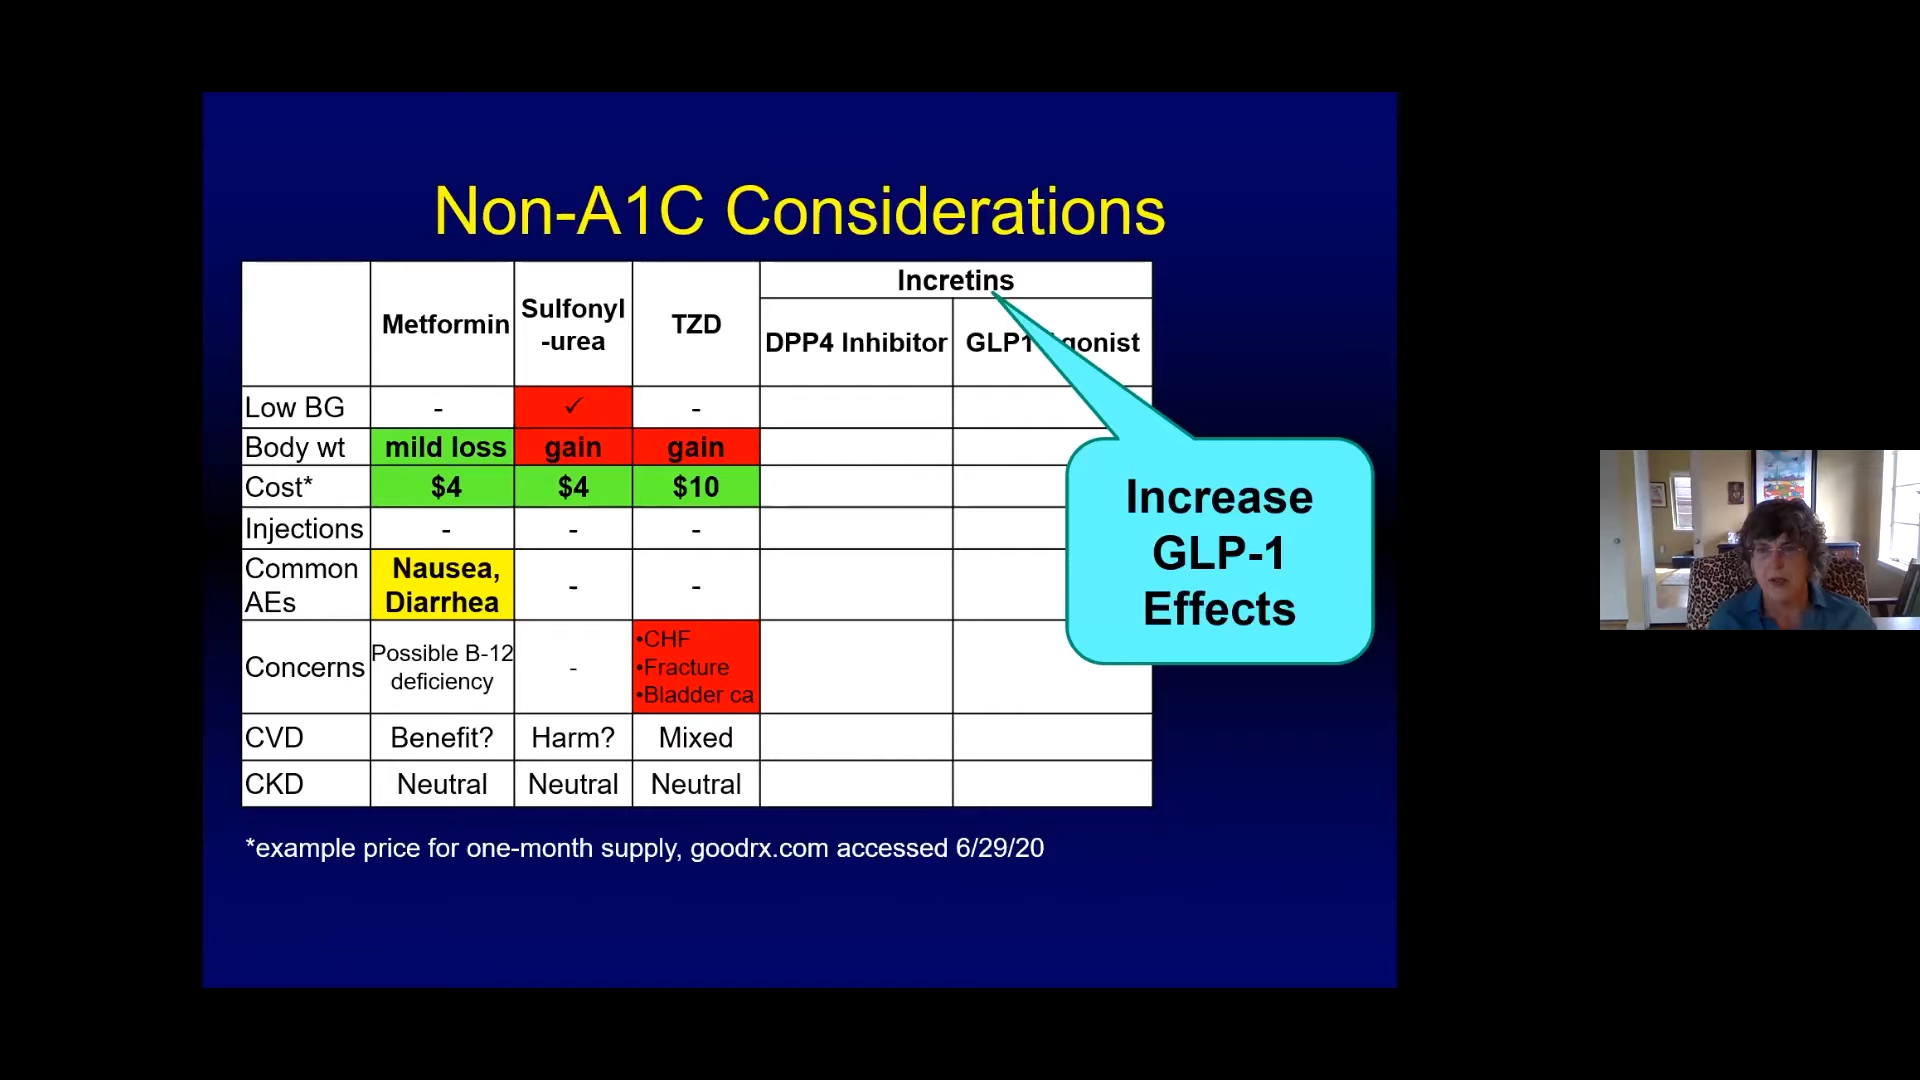 Non-A1C Considerations
Incretins
Metformin
Sulfonyl
-urea
TZD
DPP4 Inhibitor
GLP1 gonist
Low BG - ✓ -
Body wt mild loss gain gain
Cost* $4 $4 $10
Injections - - -
Common
AEs
Nausea,
Diarrhea
- -
Concerns
Possible B-12
deficiency
-
•CHF
•Fracture
•Bladder ca
CVD Benefit? Harm? Mixed
CKD Neutral Neutral Neutral
Increase
GLP-1
Effects
*example price for one-month supply, goodrx.com accessed 6/29/20